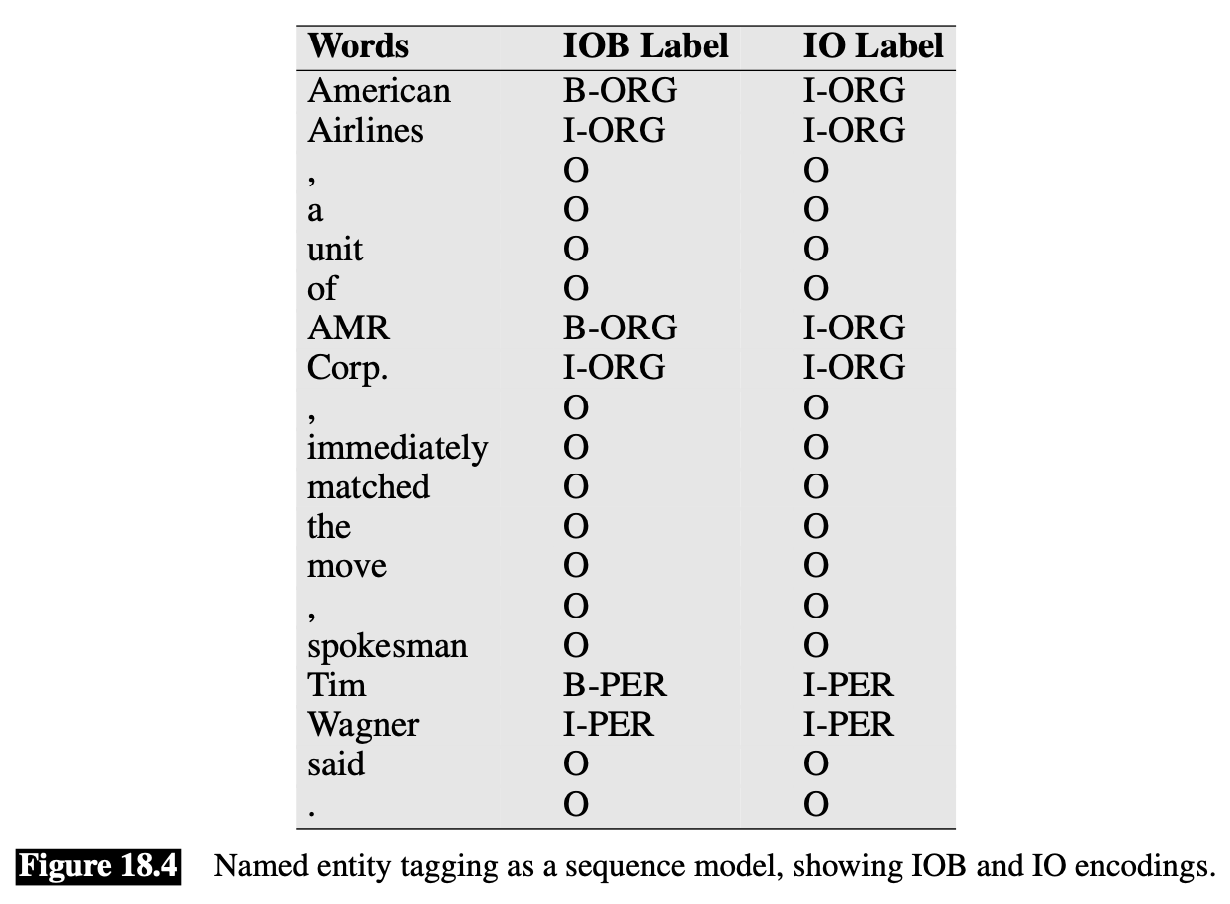 Words IOB Label IO Label
American B-ORG I-ORG
Airlines I-ORG I-ORG
, O O
a O O
unit O O
of O O
AMR B-ORG I-ORG
Corp. I-ORG I-ORG
, O O
immediately O O
matched O O
the O O
move O O
, O O
spokesman O O
Tim B-PER I-PER
Wagner I-PER I-PER
said O O
. O O
Figure 18.4 Named entity tagging as a sequence model, showing IOB and IO encodings.